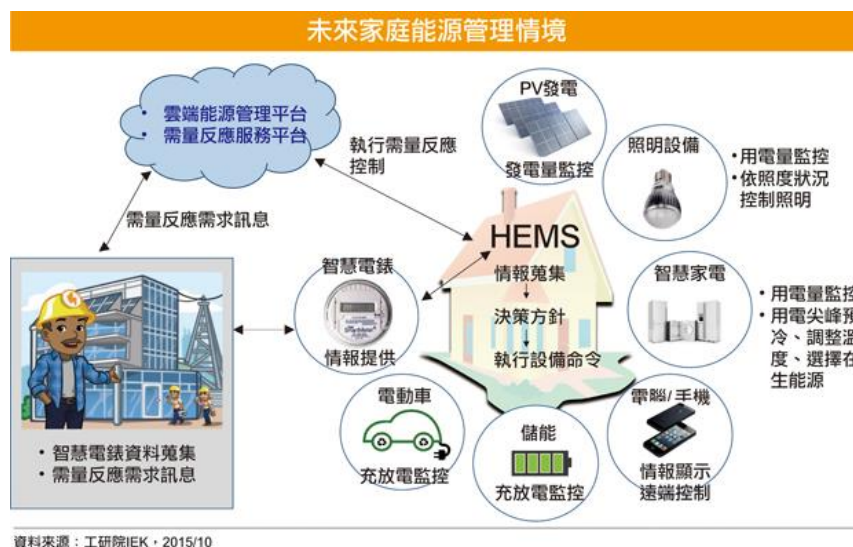 未來家庭能源管理情境
• 雲端能源管理平台
• 需量反應服務平台
執行需量反應
控制
需量反應需求訊息
PV發電
發電量監控
照明設備
• 用電量監控
• 依照度狀況
控制照明
HEMS
情報蒐集
決策方針
執行設備命令
智慧電錶
情報提供
智慧家電
• 用電量監控
• 用電尖峰預
冷、調整溫
度、選擇在
生能源
電動車
充放電監控
儲能
充放電監控
電腦/手機
情報顯示
遠端控制
• 智慧電錶資料蒐集
• 需量反應需求訊息
資料來源：工研院IEK，2015/10